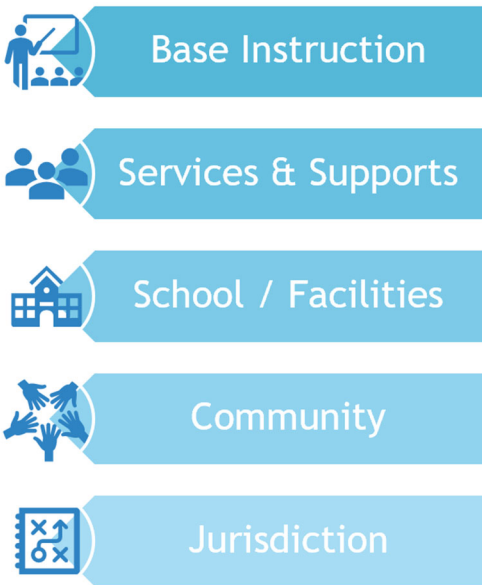 Base Instruction
Services & Supports
School / Facilities
Community
Jurisdiction